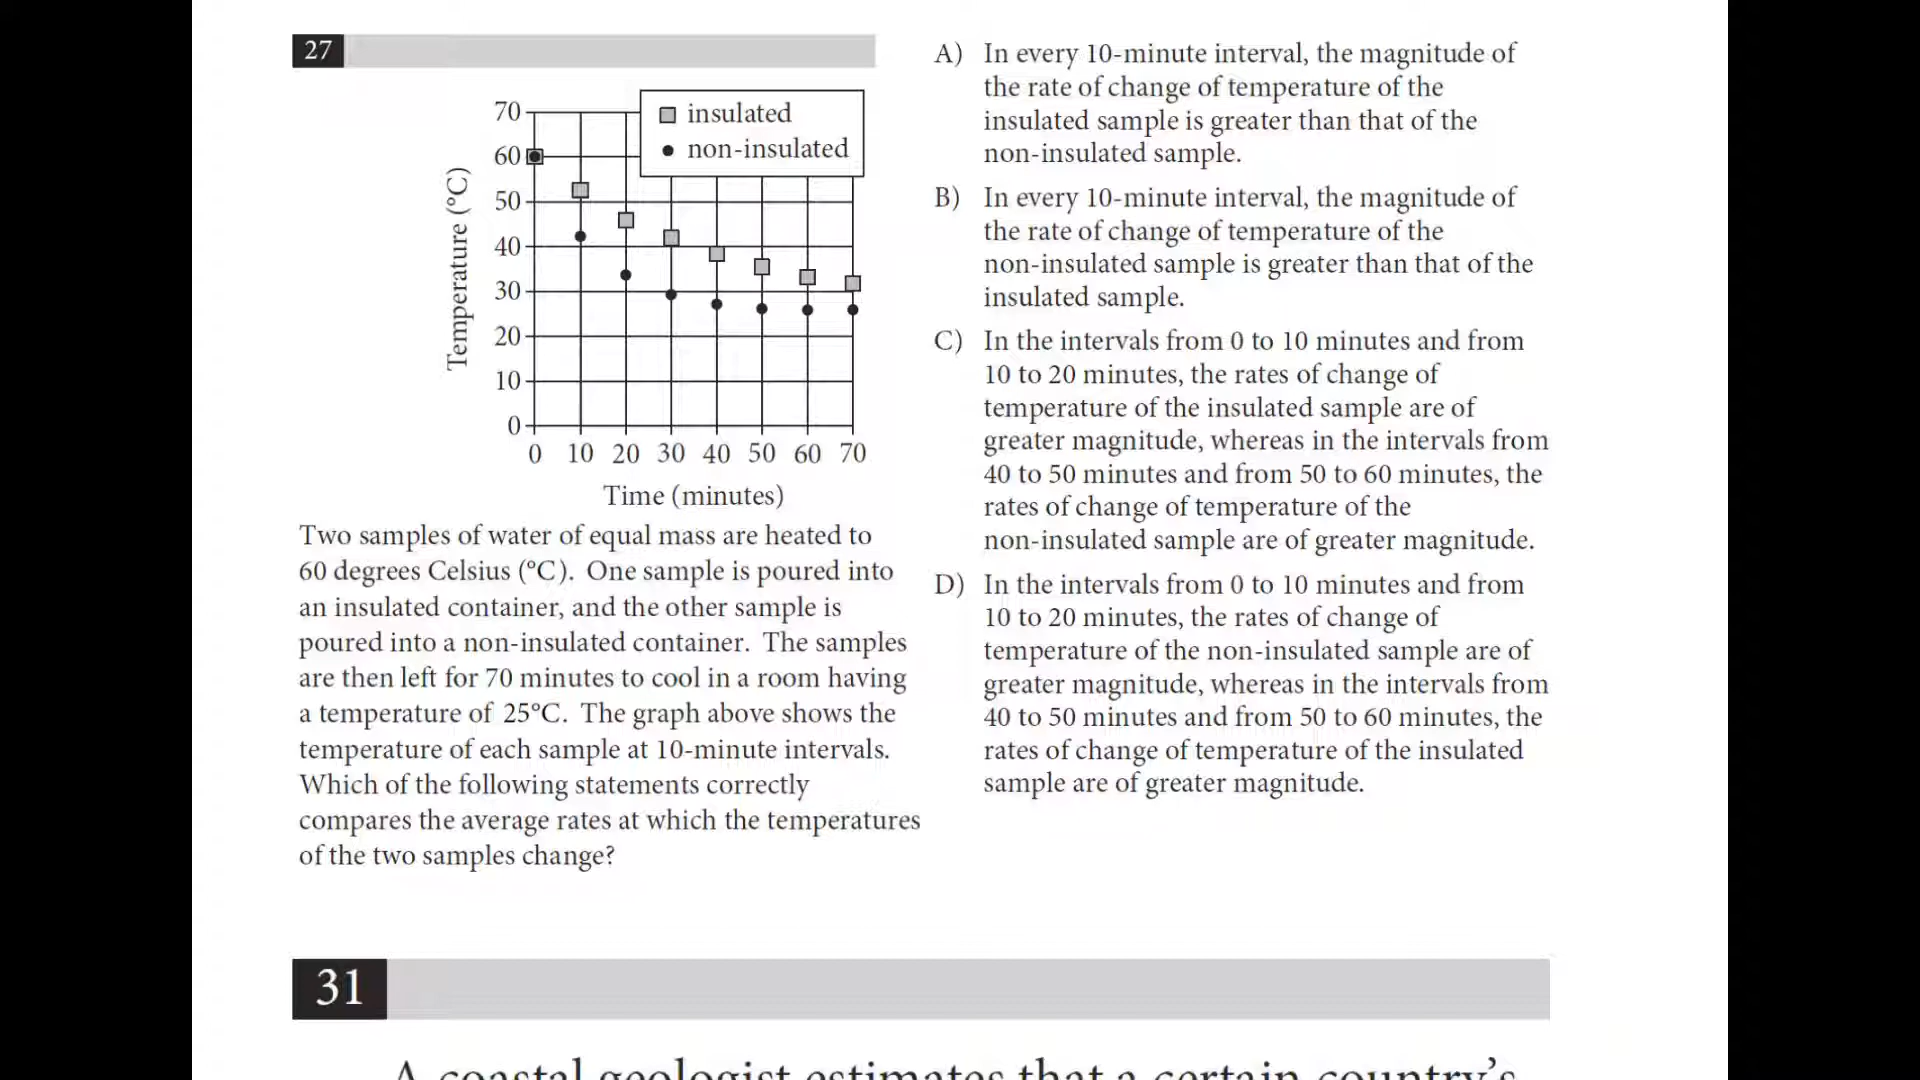 27
70
60
50
40
30
20
10
0
0 10 20 30 40 50 60 70
insulated
non-insulated
Temperature (°C)
Time (minutes)
Two samples of water of equal mass are heated to
60 degrees Celsius (°C). One sample is poured into
an insulated container, and the other sample is
poured into a non-insulated container. The samples
are then left for 70 minutes to cool in a room having
a temperature of 25°C. The graph above shows the
temperature of each sample at 10-minute intervals.
Which of the following statements correctly
compares the average rates at which the temperatures
of the two samples change?
A) In every 10-minute interval, the magnitude of
the rate of change of temperature of the
insulated sample is greater than that of the
non-insulated sample.
B) In every 10-minute interval, the magnitude of
the rate of change of temperature of the
non-insulated sample is greater than that of the
insulated sample.
C) In the intervals from 0 to 10 minutes and from
10 to 20 minutes, the rates of change of
temperature of the insulated sample are of
greater magnitude, whereas in the intervals from
40 to 50 minutes and from 50 to 60 minutes, the
rates of change of temperature of the
non-insulated sample are of greater magnitude.
D) In the intervals from 0 to 10 minutes and from
10 to 20 minutes, the rates of change of
temperature of the non-insulated sample are of
greater magnitude, whereas in the intervals from
40 to 50 minutes and from 50 to 60 minutes, the
rates of change of temperature of the insulated
sample are of greater magnitude.
31
A coastal geologist estimates that a certain country's